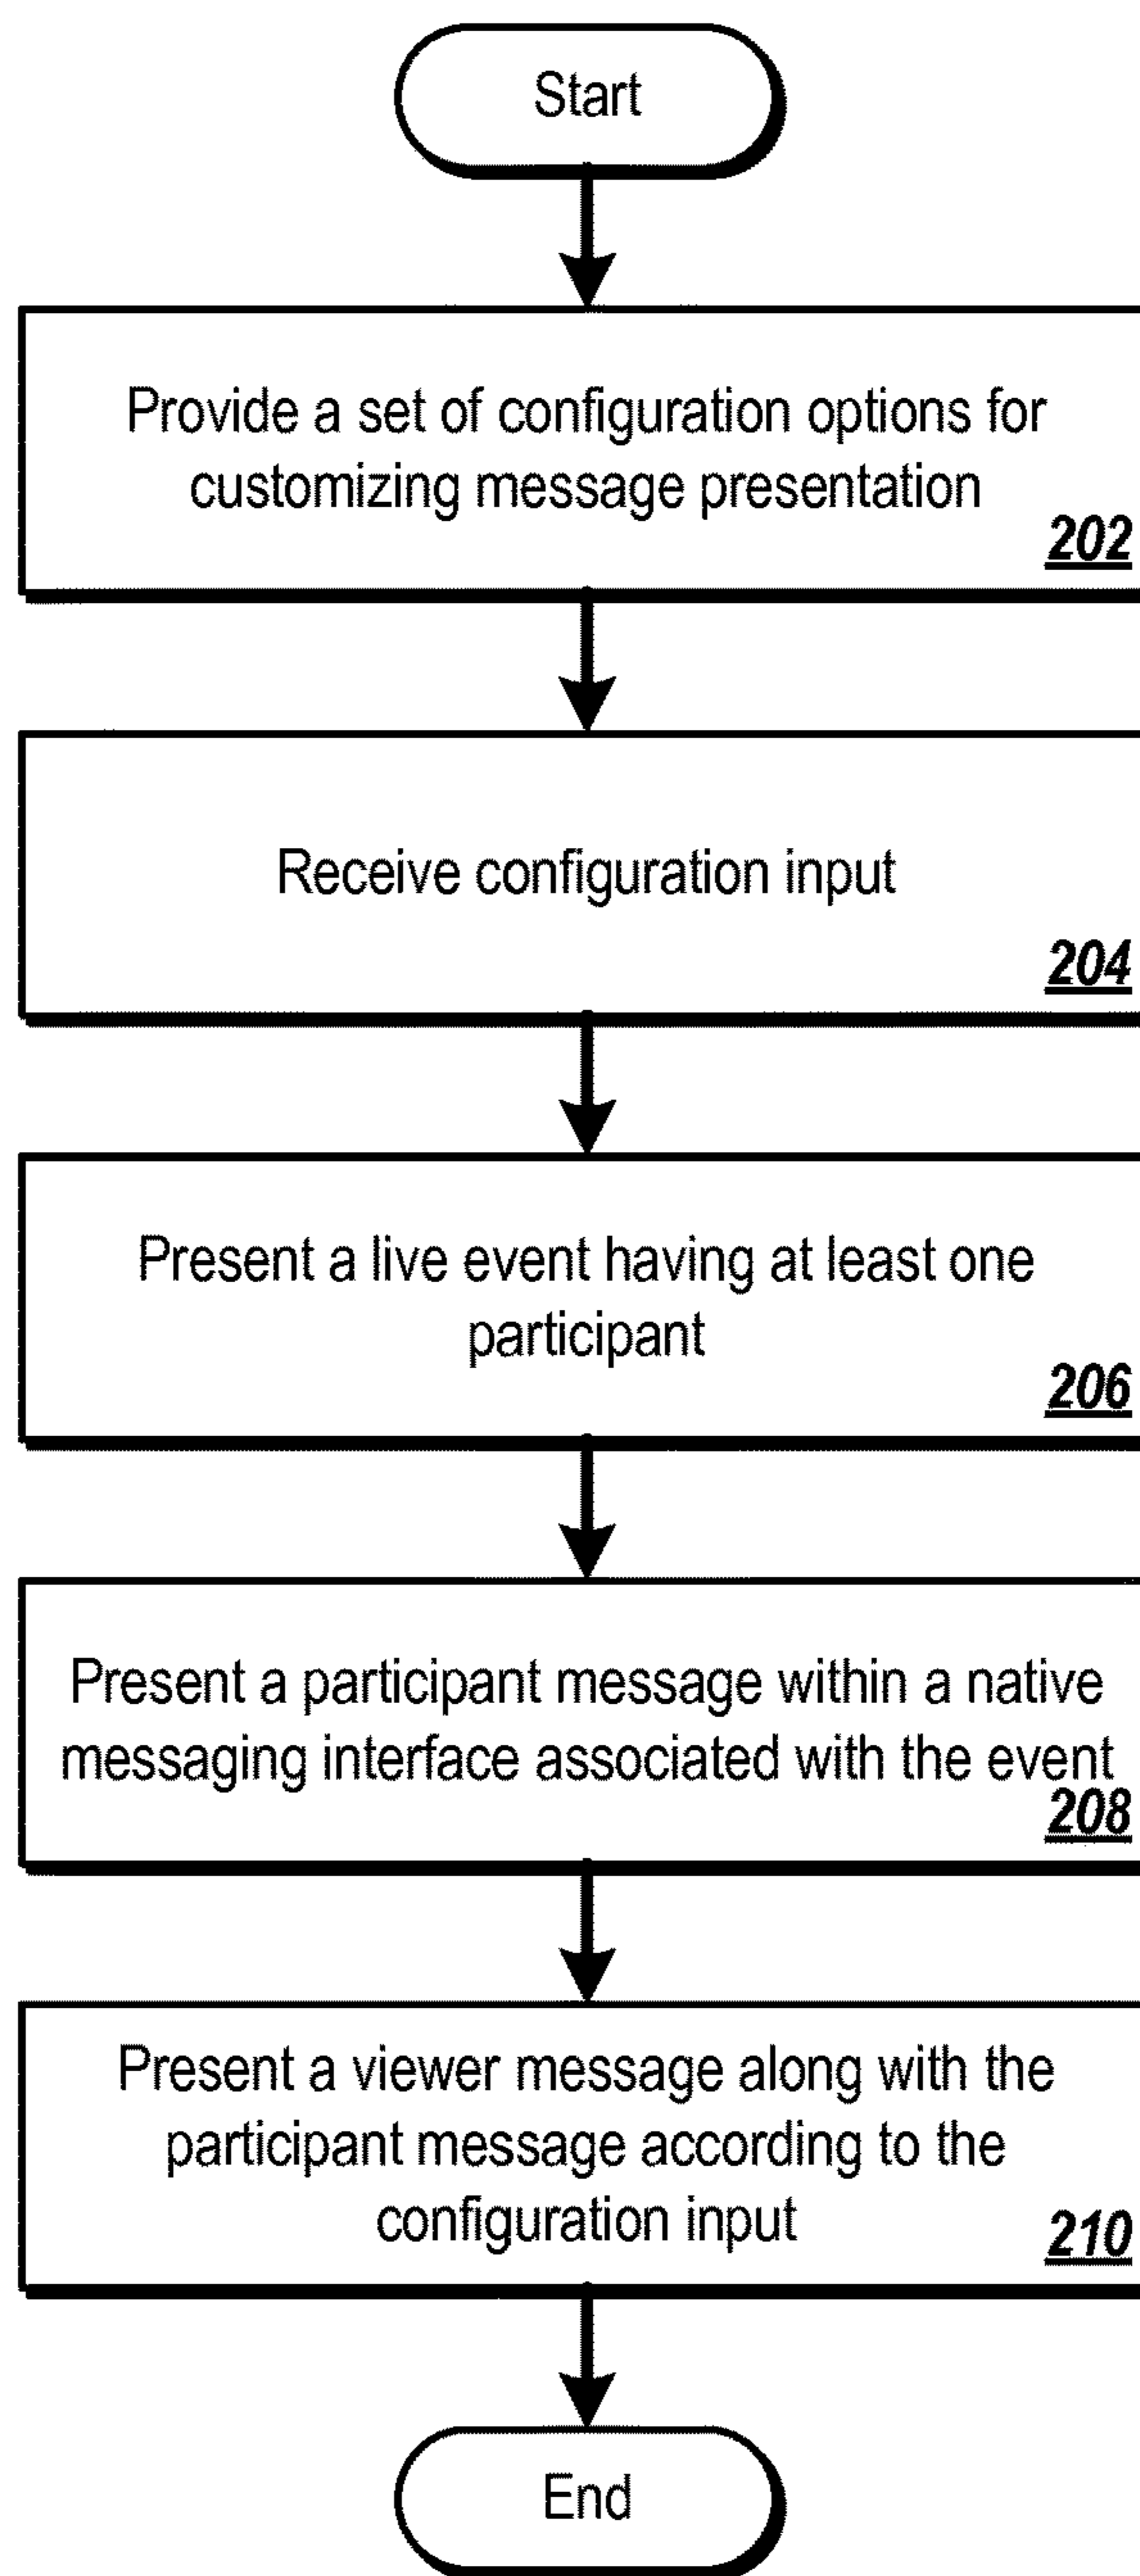 Start
Provide a set of configuration options for
customizing message presentation
202
Receive configuration input
204
Present a live event having at least one
participant
206
Present a participant message within a native
messaging interface associated with the event
208
Present a viewer message along with the
participant message according to the
configuration input
210
End